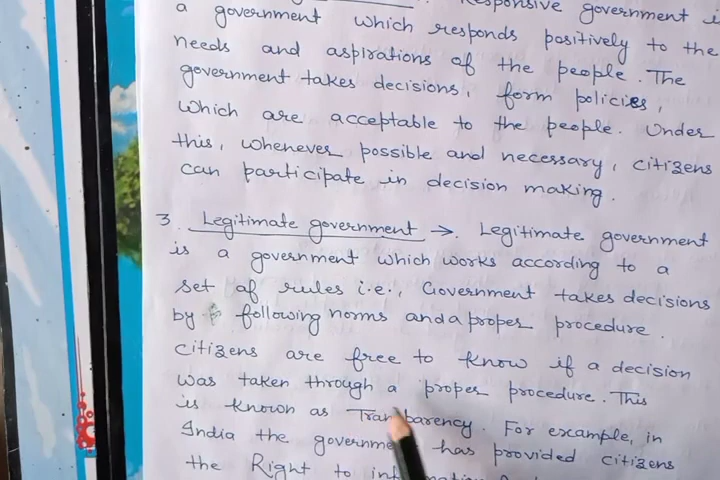 Responsive government is
a government which responds positively to the
needs and aspirations of the people. The
government takes decisions, form policies,
which are acceptable to the people. Under
this, whenever possible and necessary, citizens
can participate in decision making.
3. Legitimate government → Legitimate government
is a government which works according to a
set of rules i.e., Government takes decisions
by following norms and a proper procedure.
Citizens are free to know if a decision
was taken through a proper procedure. This
is known as Transparency. For example, in
India the government has provided citizens
the Right to